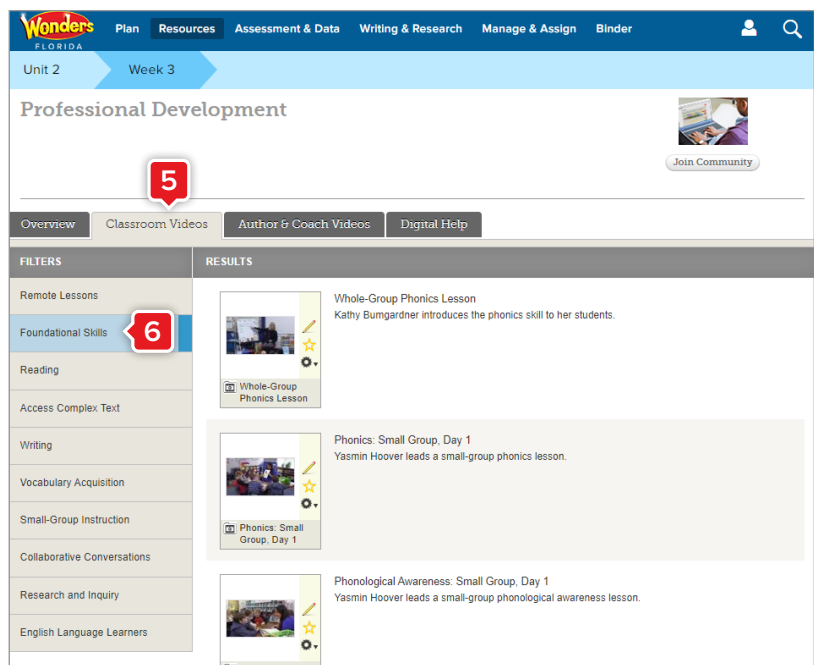 Wonders
FLORIDA
Plan Resources Assessment & Data Writing & Research Manage & Assign Binder
Unit 2 Week 3
Professional Development
Join Community
5
Overview Classroom Videos Author & Coach Videos Digital Help
FILTERS
RESULTS
Remote Lessons
Foundational Skills
6
Reading
Access Complex Text
Writing
Vocabulary Acquisition
Small-Group Instruction
Collaborative Conversations
Research and Inquiry
English Language Learners
Whole-Group Phonics Lesson
Kathy Bumgardner introduces the phonics skill to her students.
Whole-Group
Phonics Lesson
Phonics: Small Group, Day 1
Yasmin Hoover leads a small-group phonics lesson.
Phonics: Small
Group, Day 1
Phonological Awareness: Small Group, Day 1
Yasmin Hoover leads a small-group phonological awareness lesson.